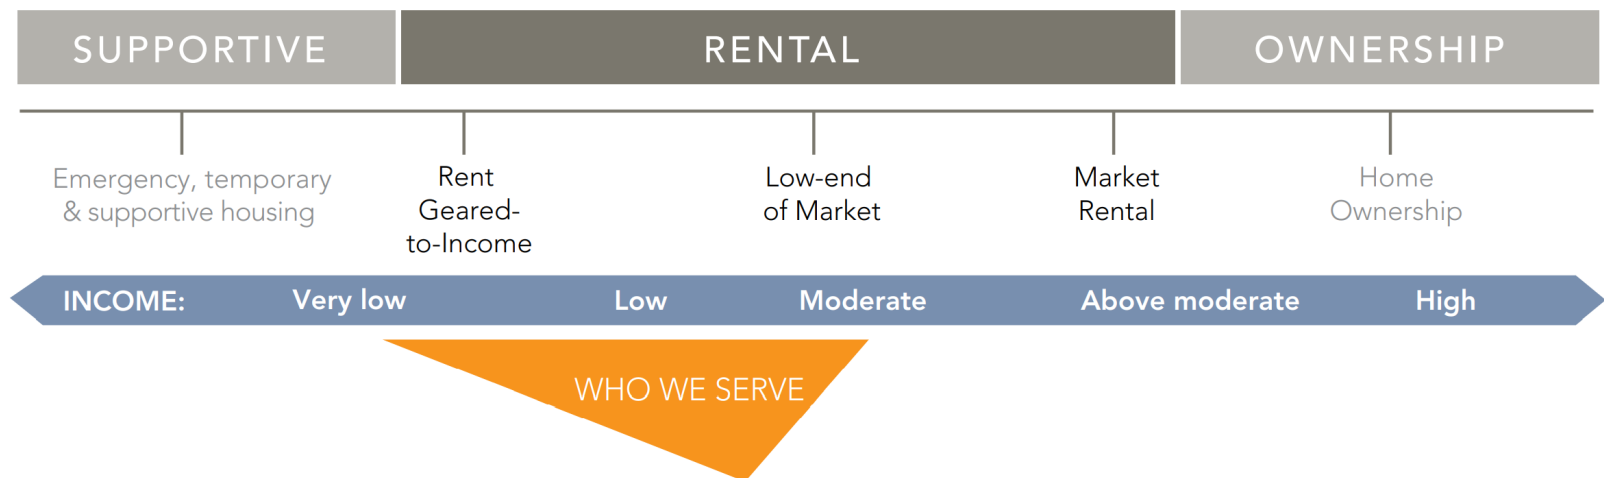 SUPPORTIVE
RENTAL
OWNERSHIP
Emergency, temporary
& supportive housing
Rent
Geared-
to-Income
Low-end
of Market
Market
Rental
Home
Ownership
INCOME: Very low Low Moderate Above moderate High
WHO WE SERVE